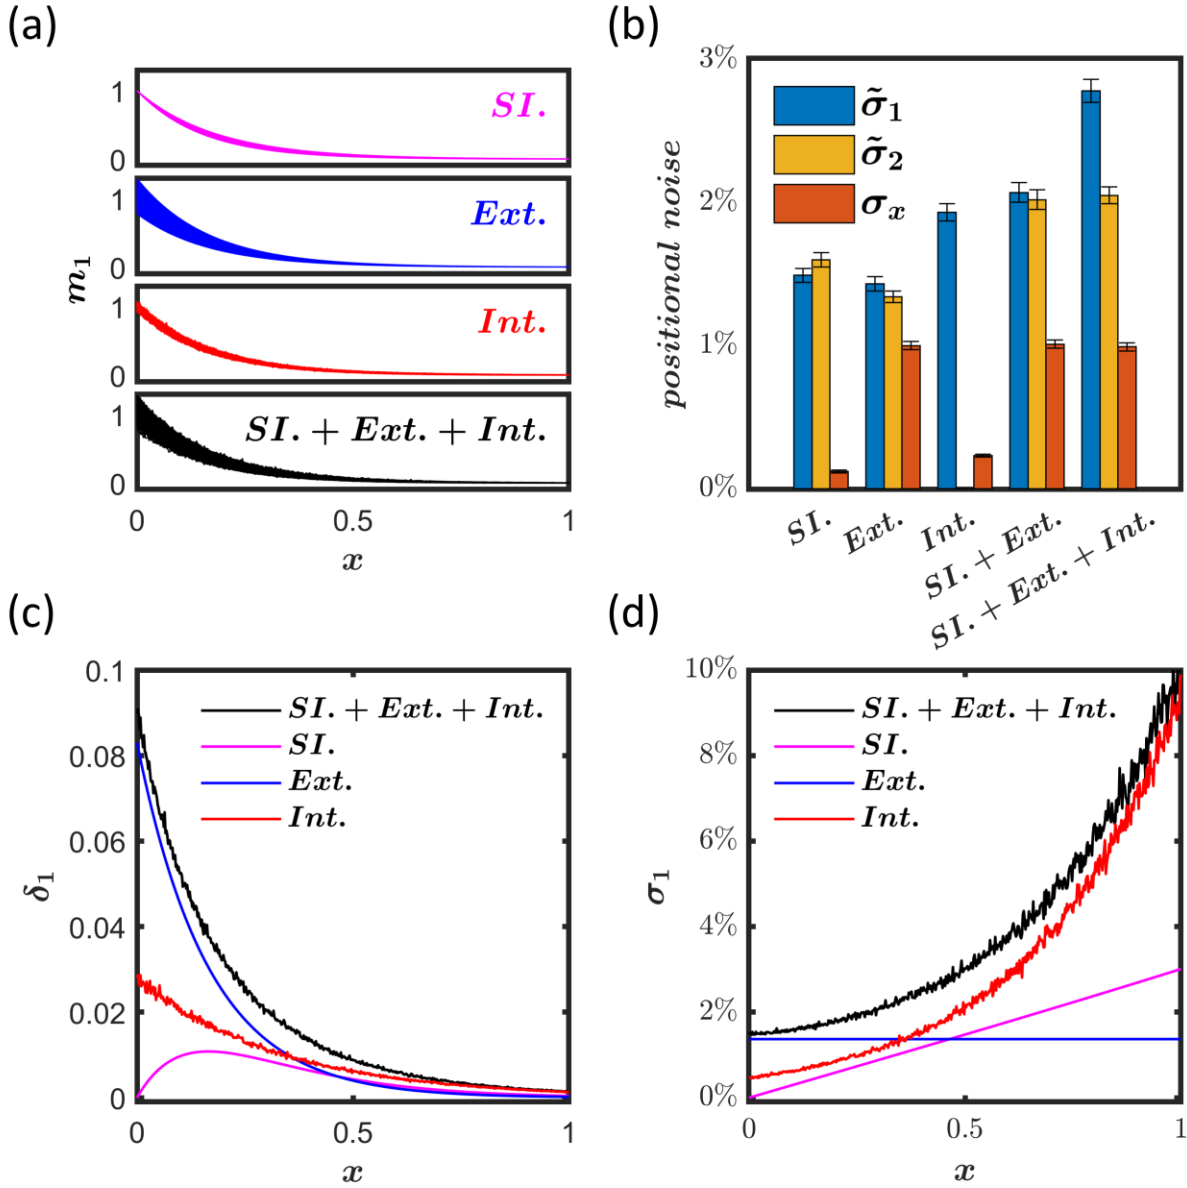 (a)
1
SI.
0
1
Ext.
0
m₁
1
Int.
0
1
SI. + Ext. + Int.
0
0
0.5
1
x
(b)
3%
2%
1%
0%
positional noise
σ̃₁
σ̃₂
σₓ
SI.
Ext.
Int.
SI. + Ext.
SI. + Ext. + Int.
(c)
0.1
0.08
0.06
0.04
0.02
0
δ₁
SI. + Ext. + Int.
SI.
Ext.
Int.
0
0.5
1
x
(d)
10%
8%
6%
4%
2%
0%
σ₁
SI. + Ext. + Int.
SI.
Ext.
Int.
0
0.5
1
x